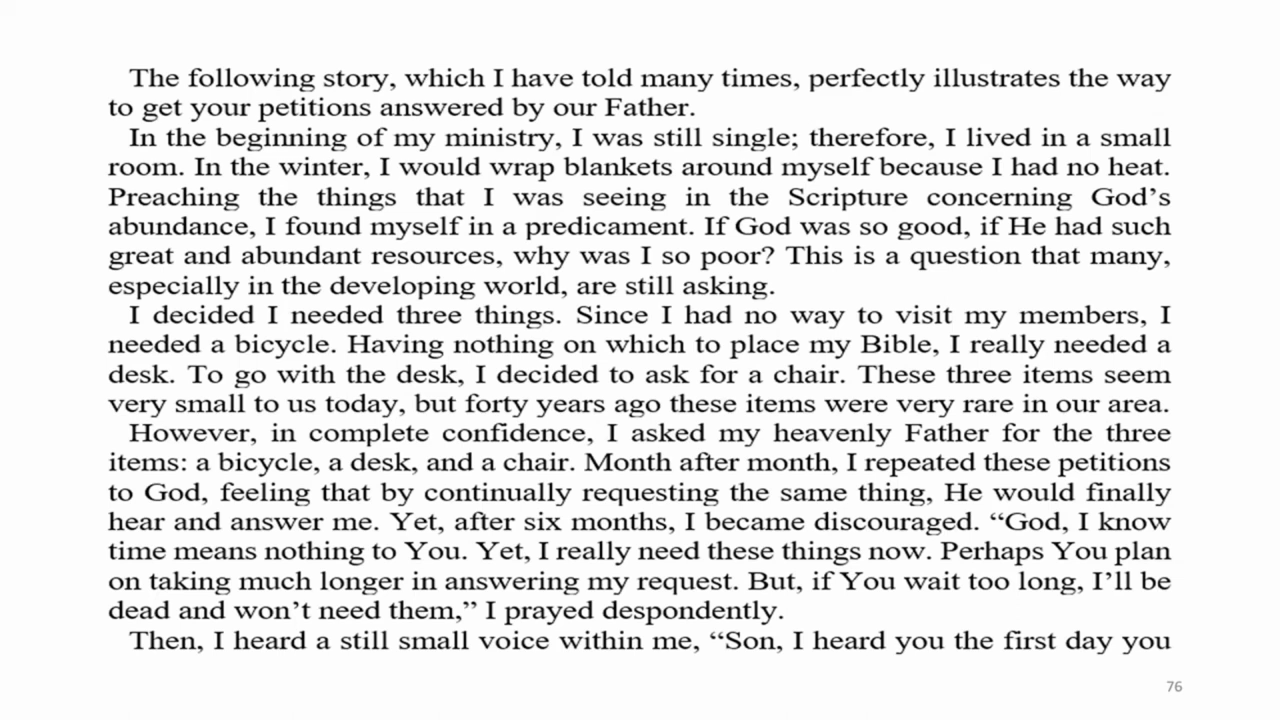 The following story, which I have told many times, perfectly illustrates the way
to get your petitions answered by our Father.
In the beginning of my ministry, I was still single; therefore, I lived in a small
room. In the winter, I would wrap blankets around myself because I had no heat.
Preaching the things that I was seeing in the Scripture concerning God’s
abundance, I found myself in a predicament. If God was so good, if He had such
great and abundant resources, why was I so poor? This is a question that many,
especially in the developing world, are still asking.
I decided I needed three things. Since I had no way to visit my members, I
needed a bicycle. Having nothing on which to place my Bible, I really needed a
desk. To go with the desk, I decided to ask for a chair. These three items seem
very small to us today, but forty years ago these items were very rare in our area.
However, in complete confidence, I asked my heavenly Father for the three
items: a bicycle, a desk, and a chair. Month after month, I repeated these petitions
to God, feeling that by continually requesting the same thing, He would finally
hear and answer me. Yet, after six months, I became discouraged. “God, I know
time means nothing to You. Yet, I really need these things now. Perhaps You plan
on taking much longer in answering my request. But, if You wait too long, I’ll be
dead and won’t need them,” I prayed despondently.
Then, I heard a still small voice within me, “Son, I heard you the first day you
76